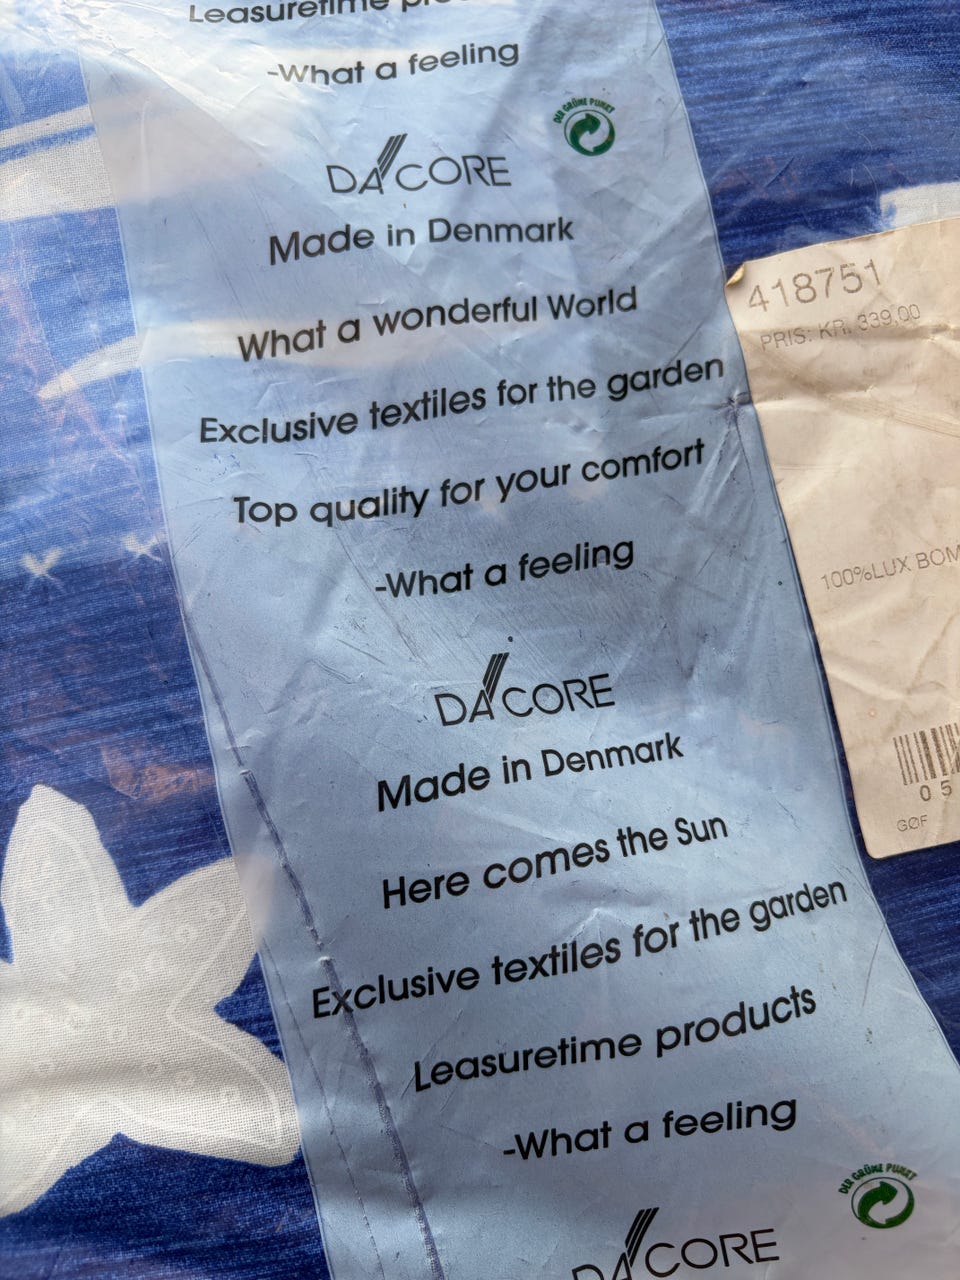 Leasuretime
-What a feeling
DER GRÜNE PUNKT
DACORE
Made in Denmark
What a wonderful World
Exclusive textiles for the garden
Top quality for your comfort
-What a feeling
DACORE
Made in Denmark
Here comes the Sun
Exclusive textiles for the garden
Leasuretime products
-What a feeling
DER GRÜNE PUNKT
DACORE
418751
PRIS: KR. 339,00
100%LUX BOM
05
GØF